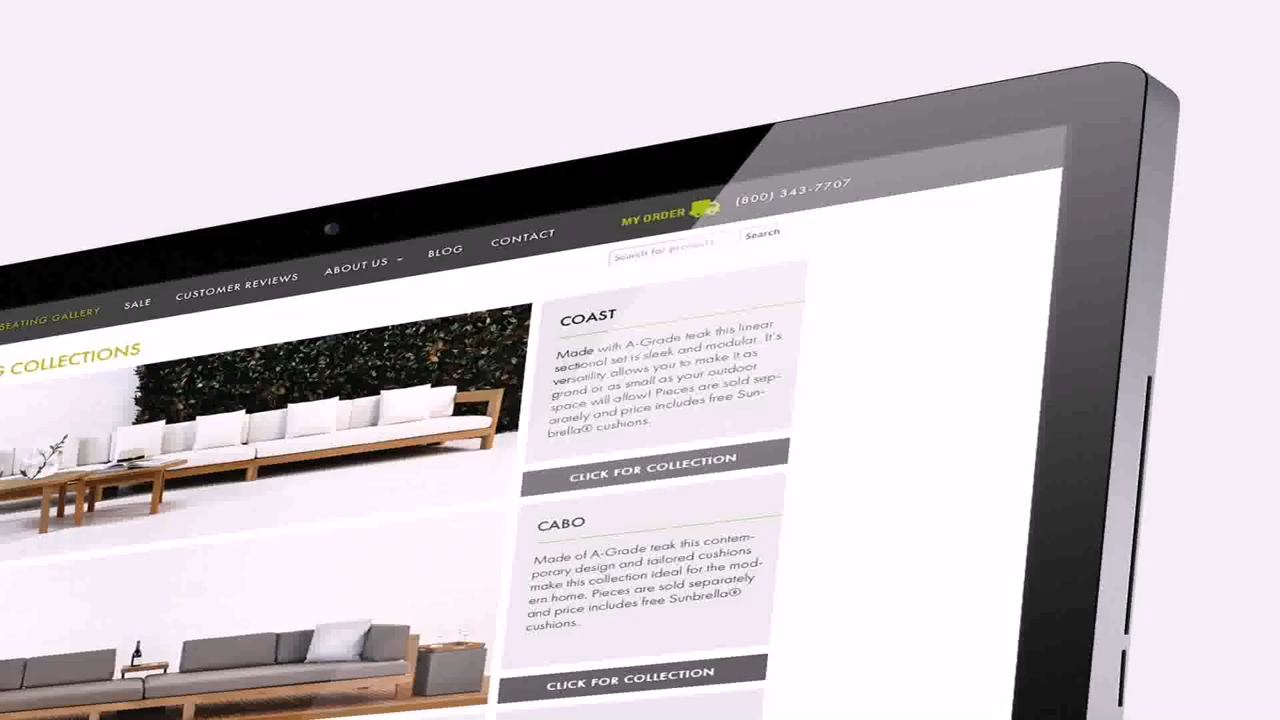 MY ORDER (800) 343-7707
SEATING GALLERY SALE CUSTOMER REVIEWS ABOUT US BLOG CONTACT
Search for products Search
G COLLECTIONS
COAST
Made with A-Grade teak this linear
sectional set is sleek and modular. It's
versatility allows you to make it as
grand or as small as your outdoor
space will allow! Pieces are sold sep-
arately and price includes free Sun-
brella® cushions.
CLICK FOR COLLECTION
CABO
Made of A-Grade teak this contem-
porary design and tailored cushions
make this collection ideal for the mod-
ern home. Pieces are sold separately
and price includes free Sunbrella®
cushions.
CLICK FOR COLLECTION